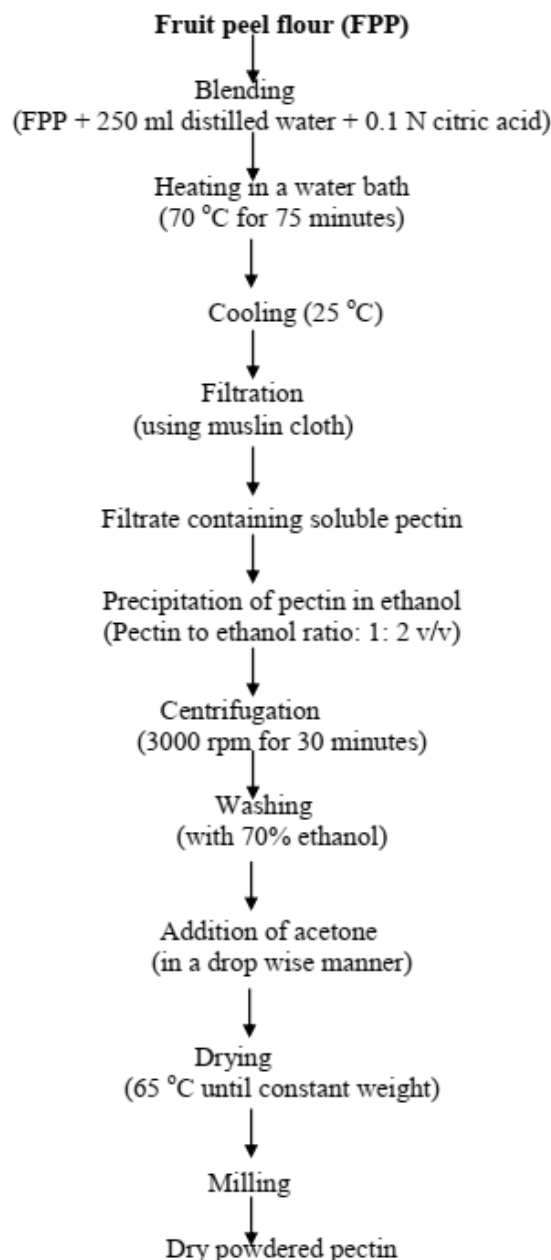 Fruit peel flour (FPP)
Blending
(FPP + 250 ml distilled water + 0.1 N citric acid)
Heating in a water bath
(70 °C for 75 minutes)
Cooling (25 °C)
Filtration
(using muslin cloth)
Filtrate containing soluble pectin
Precipitation of pectin in ethanol
(Pectin to ethanol ratio: 1: 2 v/v)
Centrifugation
(3000 rpm for 30 minutes)
Washing
(with 70% ethanol)
Addition of acetone
(in a drop wise manner)
Drying
(65 °C until constant weight)
Milling
Dry powdered pectin